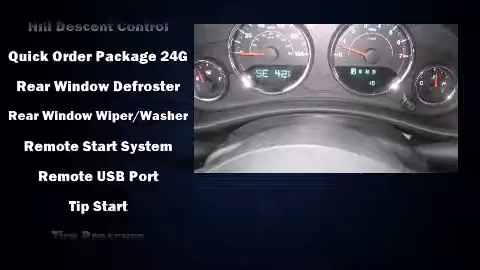 Hill Descent Control
Quick Order Package 24G
Rear Window Defroster
Rear Window Wiper/Washer
Remote Start System
Remote USB Port
Tip Start
SE 42°